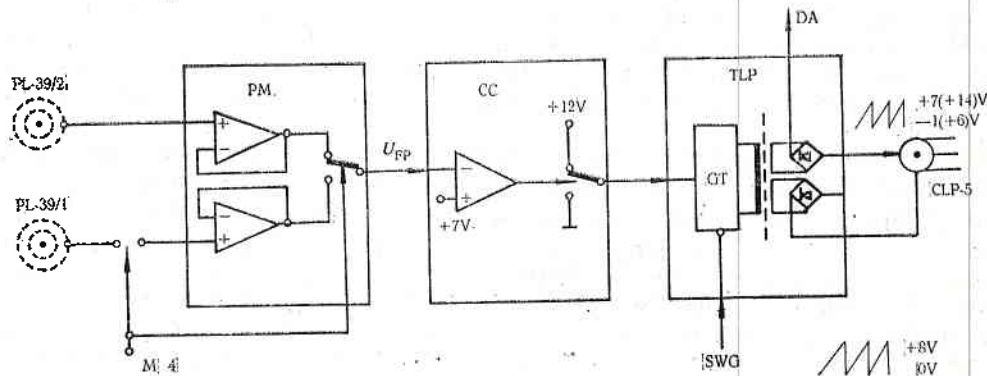 DA
PL-39/2
PM.
CC
TLP
+12V
+7(+14)V
—1(+6)V
+
−
U_FP
−
+
+7V
GT
CLP-5
PL-39/1
−
+
M 4
SWG
+8V
0V